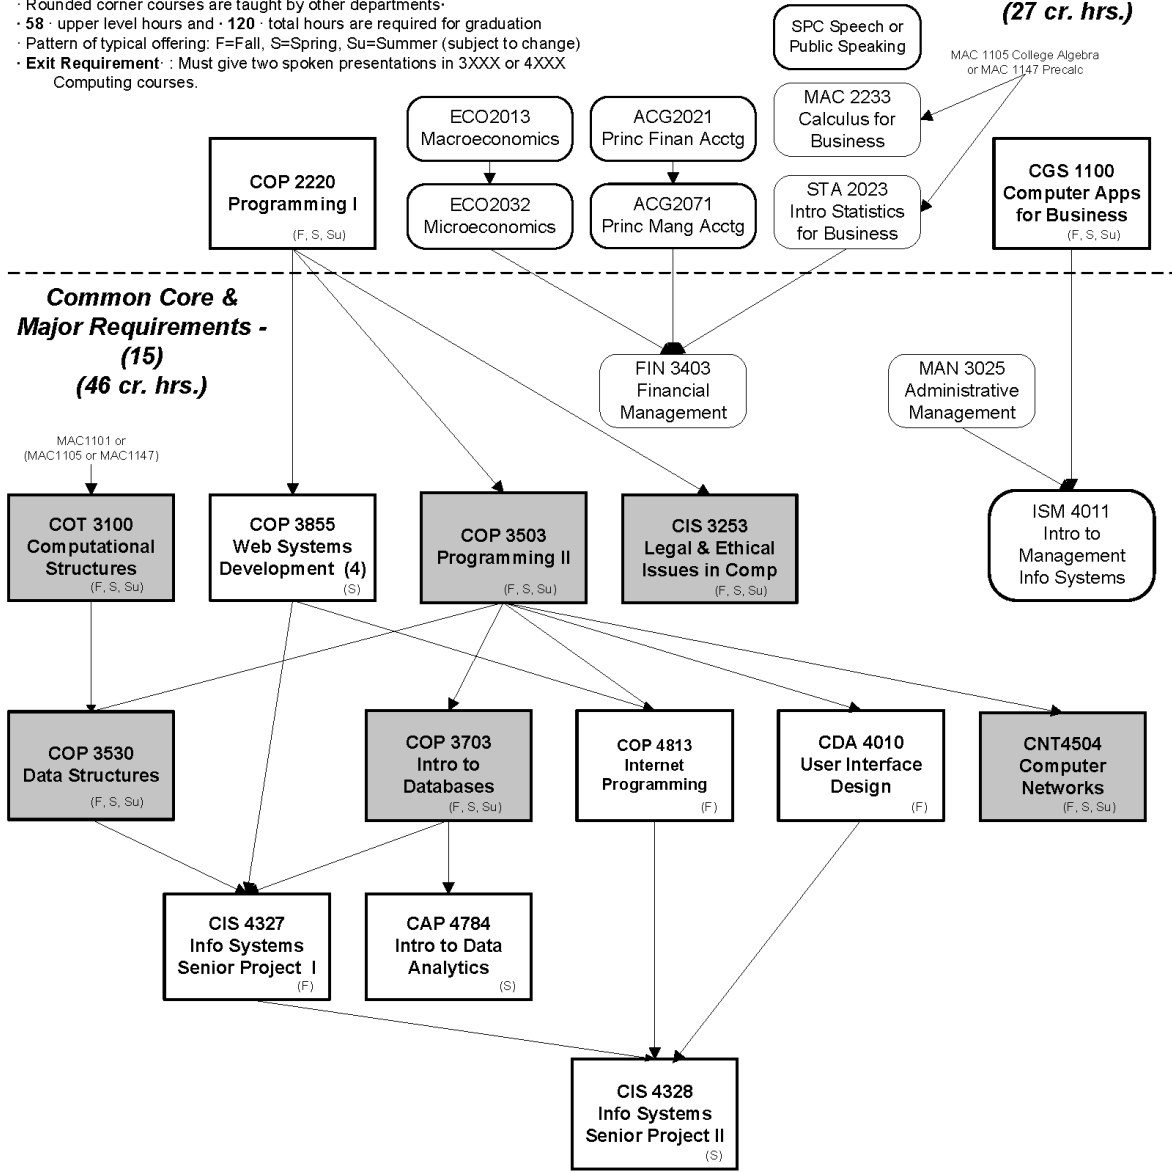 · Rounded corner courses are taught by other departments·
· 58 · upper level hours and · 120 · total hours are required for graduation
· Pattern of typical offering: F=Fall, S=Spring, Su=Summer (subject to change)
· Exit Requirement· : Must give two spoken presentations in 3XXX or 4XXX
Computing courses.
SPC Speech or
Public Speaking
(27 cr. hrs.)
MAC 1105 College Algebra
or MAC 1147 Precalc
ECO2013
Macroeconomics
ACG2021
Princ Finan Acctg
MAC 2233
Calculus for
Business
COP 2220
Programming I
(F, S, Su)
ECO2032
Microeconomics
ACG2071
Princ Mang Acctg
STA 2023
Intro Statistics
for Business
CGS 1100
Computer Apps
for Business
(F, S, Su)
Common Core &
Major Requirements -
(15)
(46 cr. hrs.)
FIN 3403
Financial
Management
MAN 3025
Administrative
Management
MAC1101 or
(MAC1105 or MAC1147)
COT 3100
Computational
Structures
(F, S, Su)
COP 3855
Web Systems
Development (4)
(S)
COP 3503
Programming II
(F, S, Su)
CIS 3253
Legal & Ethical
Issues in Comp
(F, S, Su)
ISM 4011
Intro to
Management
Info Systems
COP 3530
Data Structures
(F, S, Su)
COP 3703
Intro to
Databases
(F, S, Su)
COP 4813
Internet
Programming
(F)
CDA 4010
User Interface
Design
(F)
CNT4504
Computer
Networks
(F, S, Su)
CIS 4327
Info Systems
Senior Project I
(F)
CAP 4784
Intro to Data
Analytics
(S)
CIS 4328
Info Systems
Senior Project II
(S)